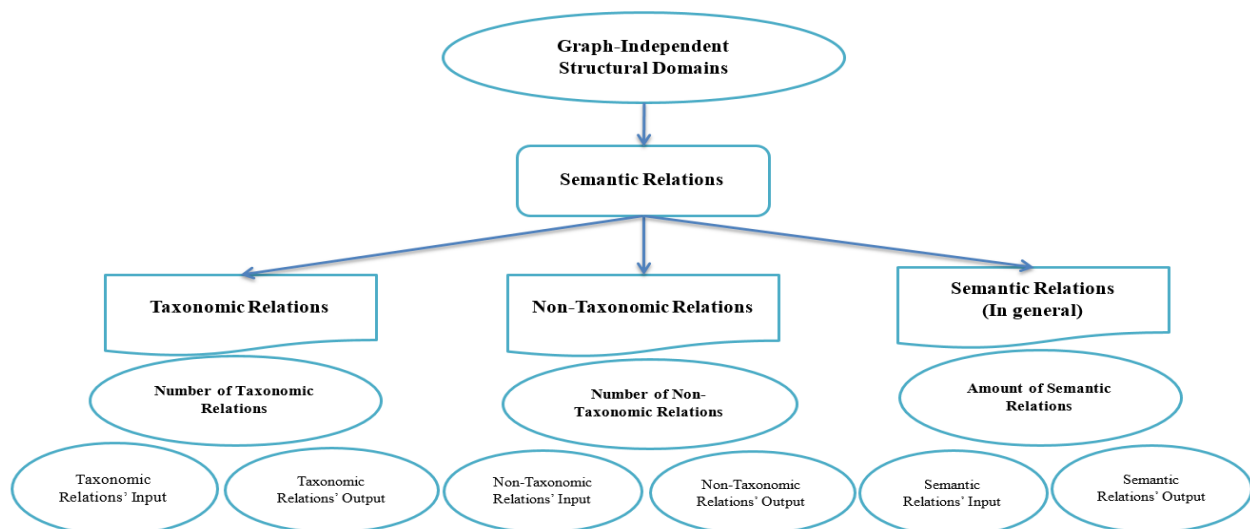 Graph-Independent
Structural Domains
Semantic Relations
Taxonomic Relations
Non-Taxonomic Relations
Semantic Relations
(In general)
Number of Taxonomic
Relations
Number of Non-
Taxonomic Relations
Amount of Semantic
Relations
Taxonomic
Relations’ Input
Taxonomic
Relations’ Output
Non-Taxonomic
Relations’ Input
Non-Taxonomic
Relations’ Output
Semantic
Relations’ Input
Semantic
Relations’ Output